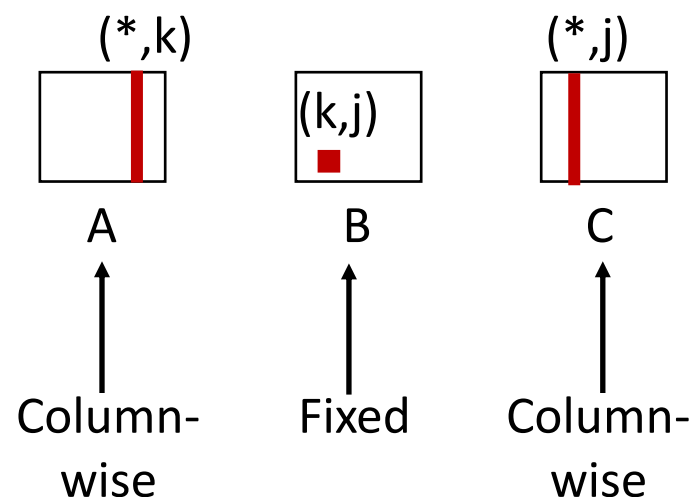 (*,k)
(*,j)
(k,j)
A
B
C
Column-
wise
Fixed
Column-
wise